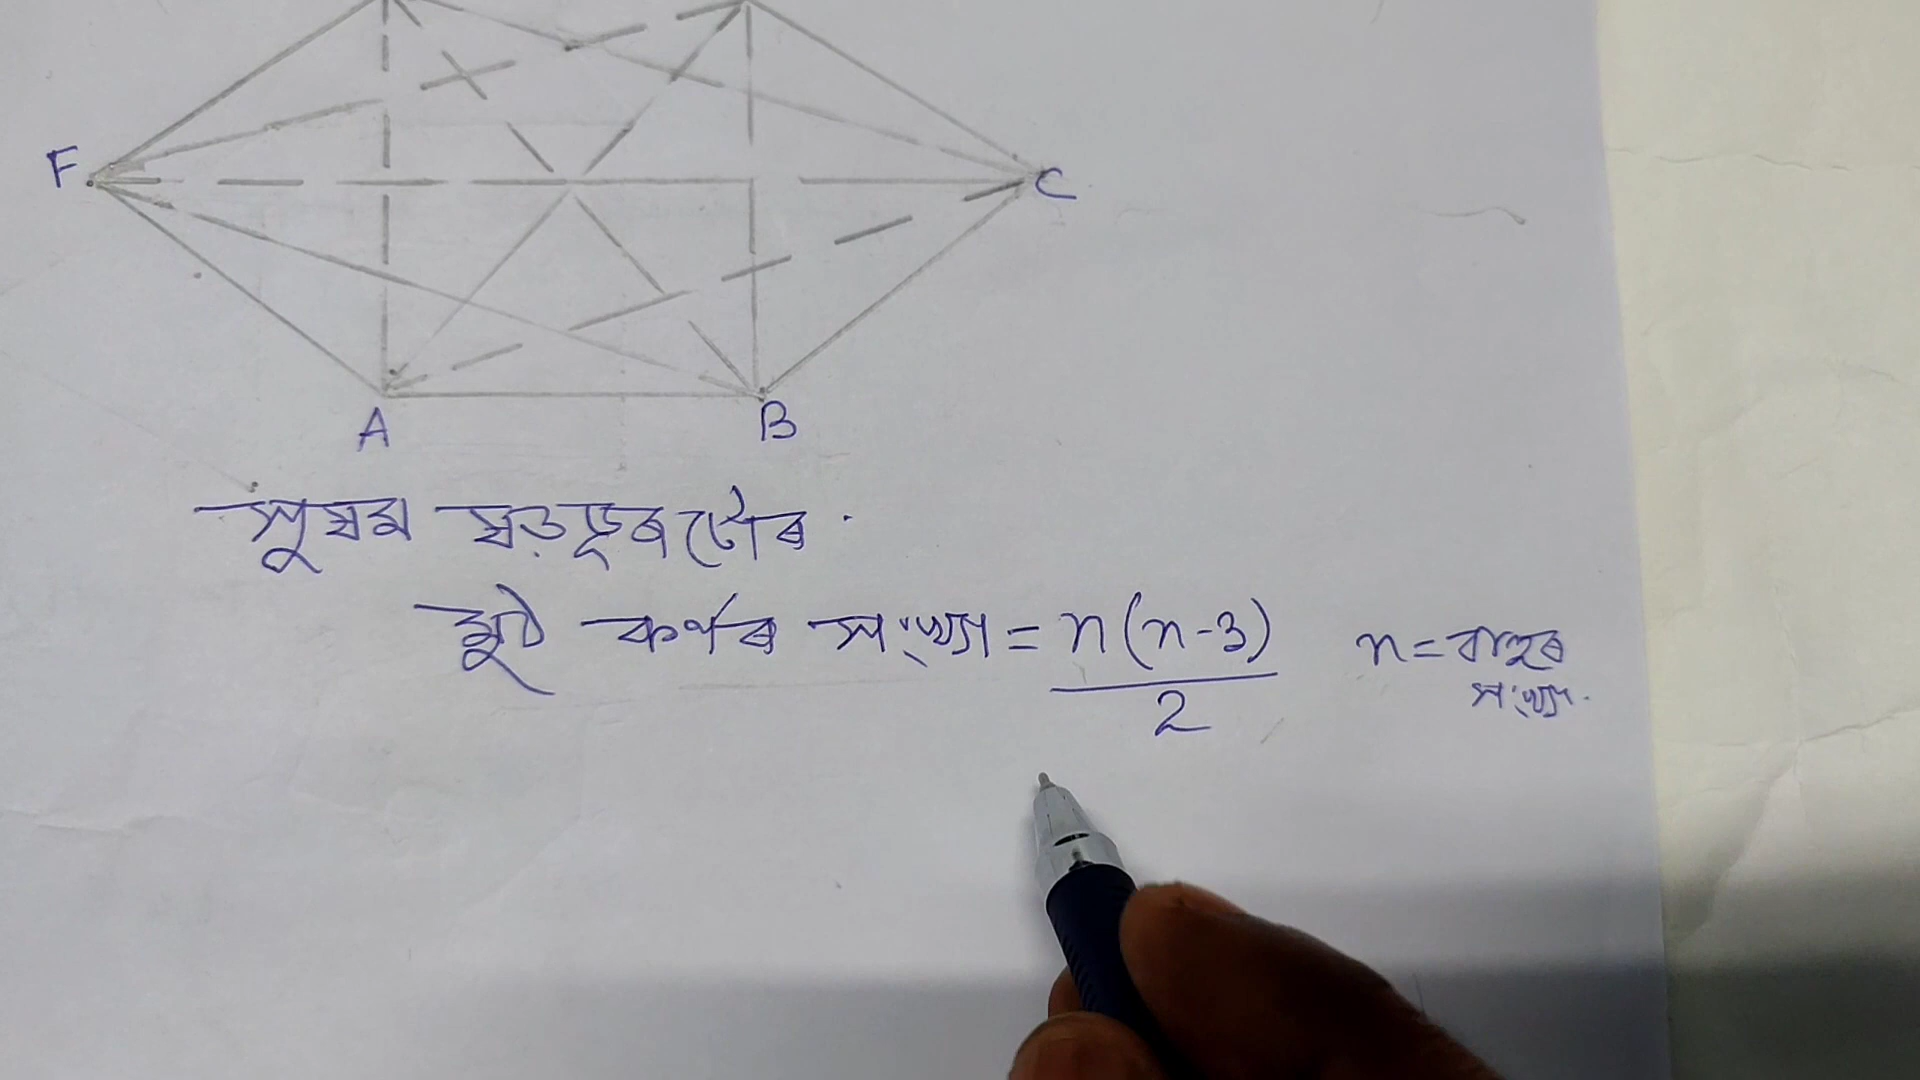 F
C
A
B
সুষম ষড়ভূজটোৰ
মুঠ কৰ্ণৰ সংখ্যা = n(n-3)/2 n = বাহুৰ
সংখ্যা.